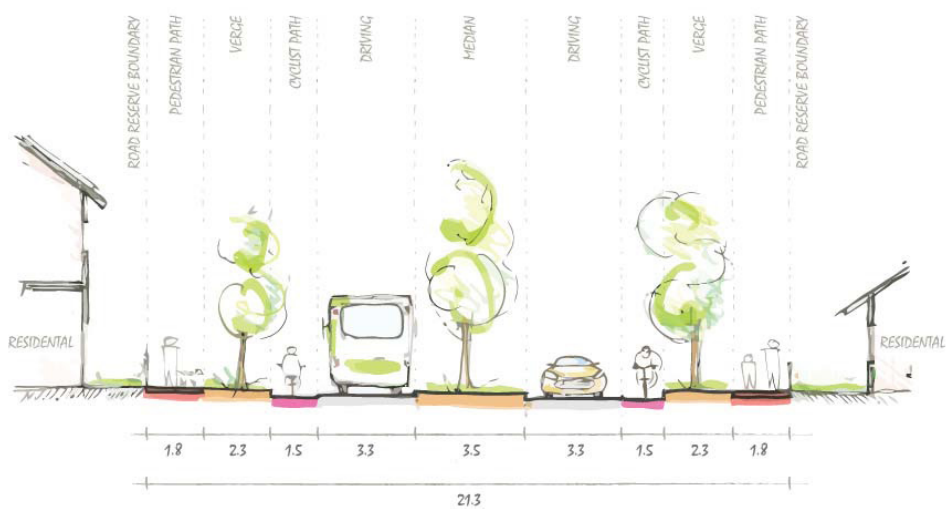 ROAD RESERVE BOUNDARY
PEDESTRIAN PATH
VERGE
CYCLIST PATH
DRIVING
MEDIAN
DRIVING
CYCLIST PATH
VERGE
PEDESTRIAN PATH
ROAD RESERVE BOUNDARY
RESIDENTAL
RESIDENTAL
1.8
2.3
1.5
3.3
3.5
3.3
1.5
2.3
1.8
21.3